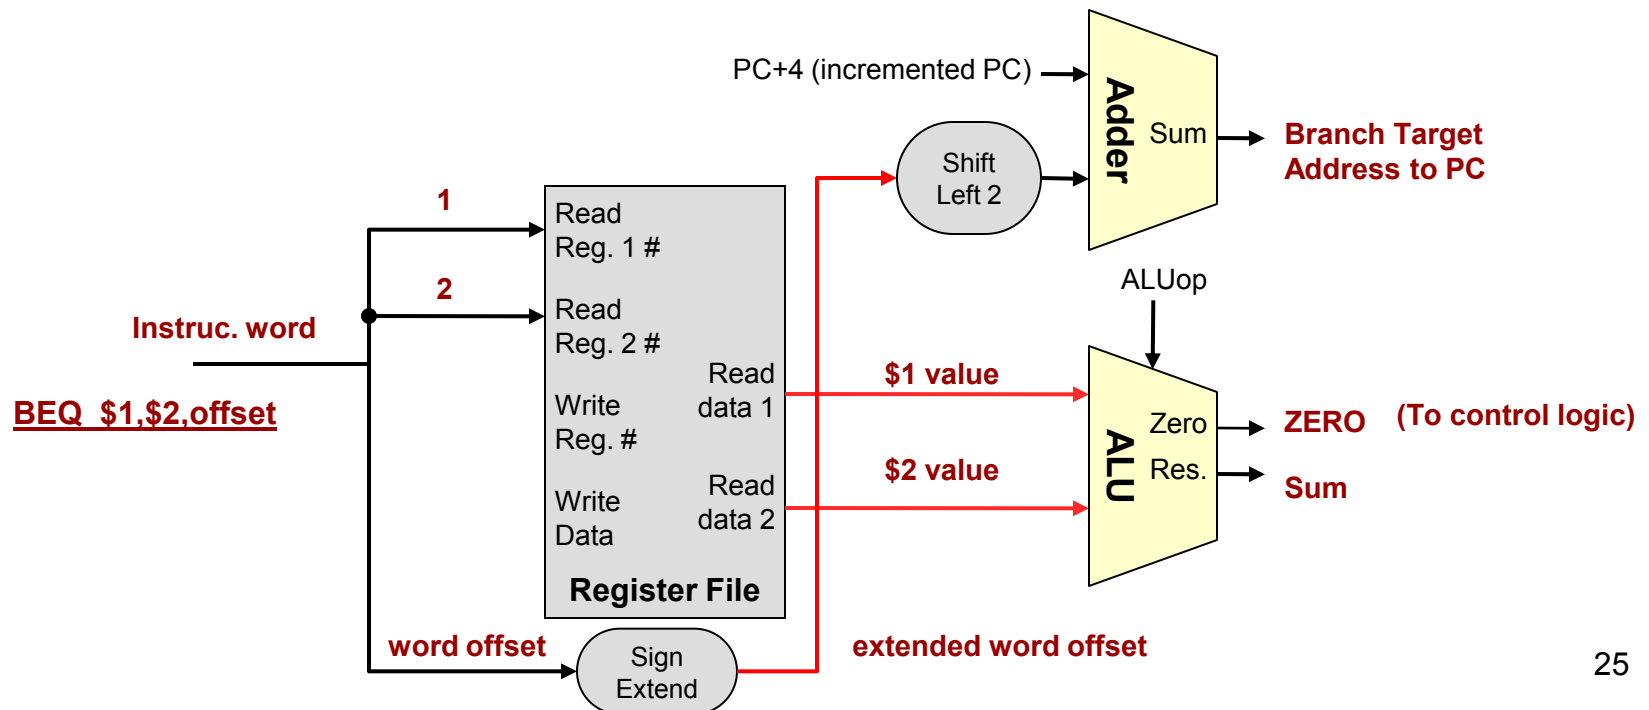 PC+4 (incremented PC)
Adder
Sum
Branch Target
Address to PC
Shift
Left 2
1
Read
Reg. 1 #
2
Read
Reg. 2 #
Instruc. word
BEQ  $1,$2,offset
Write
Reg. #
Write
Data
Read
data 1
Read
data 2
Register File
$1 value
$2 value
ALUop
ALU
Zero
Res.
ZERO
(To control logic)
Sum
word offset
Sign
Extend
extended word offset
25